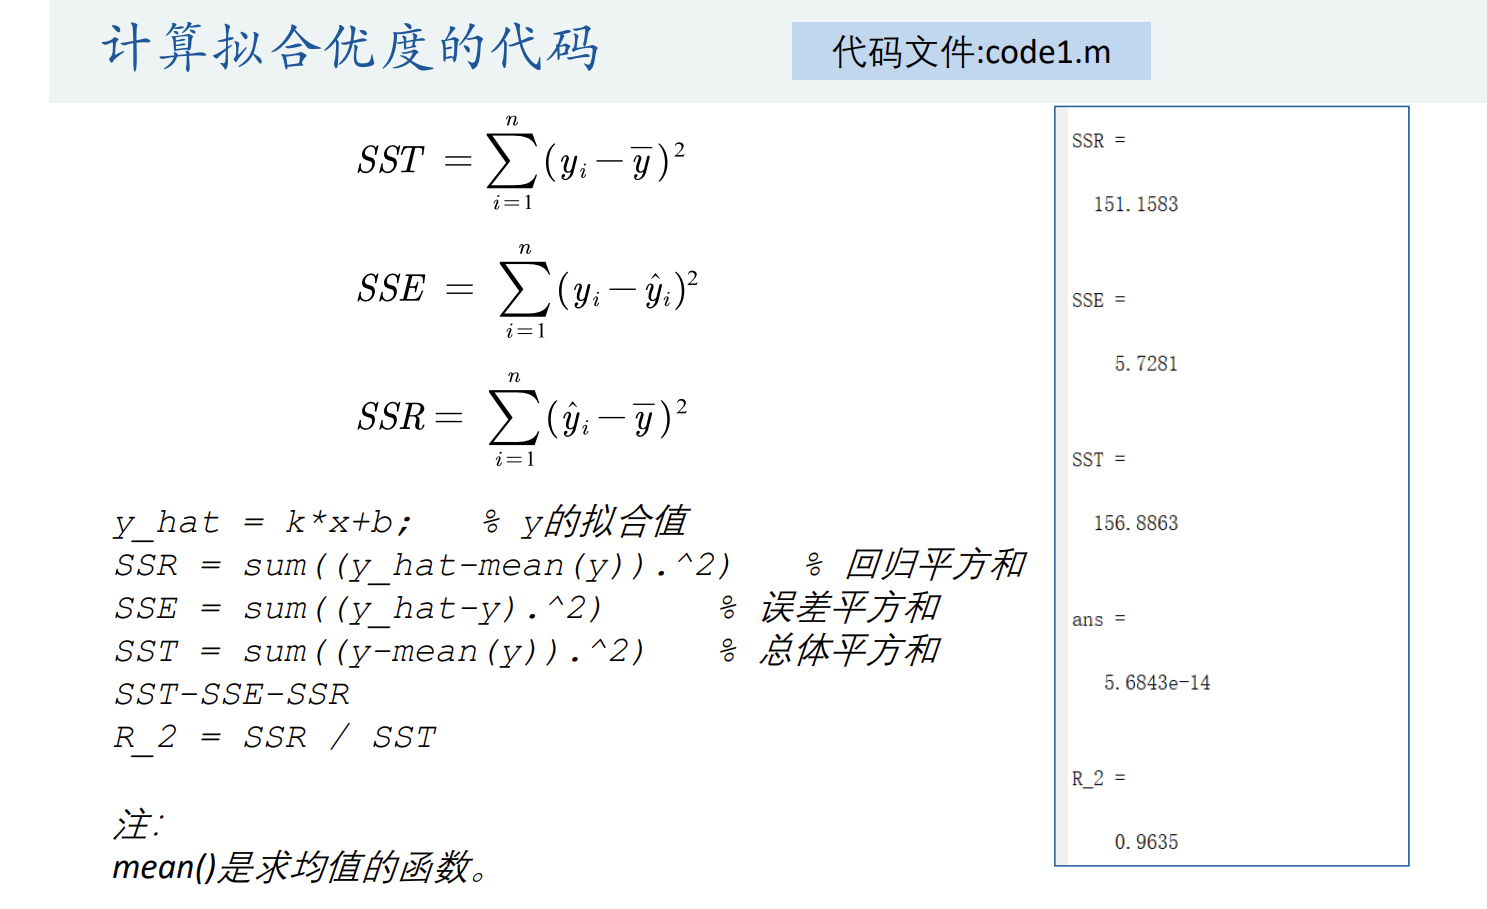 计算拟合优度的代码
代码文件:code1.m
SST = \sum_{i=1}^{n}(y_i-\overline{y})^2
SSE = \sum_{i=1}^{n}(y_i-\hat{y}_i)^2
SSR = \sum_{i=1}^{n}(\hat{y}_i-\overline{y})^2
y_hat = k*x+b; % y的拟合值
SSR = sum((y_hat-mean(y)).^2) % 回归平方和
SSE = sum((y_hat-y).^2) % 误差平方和
SST = sum((y-mean(y)).^2) % 总体平方和
SST-SSE-SSR
R_2 = SSR / SST
注:
mean()是求均值的函数。
SSR =
151.1583
SSE =
5.7281
SST =
156.8863
ans =
5.6843e-14
R_2 =
0.9635